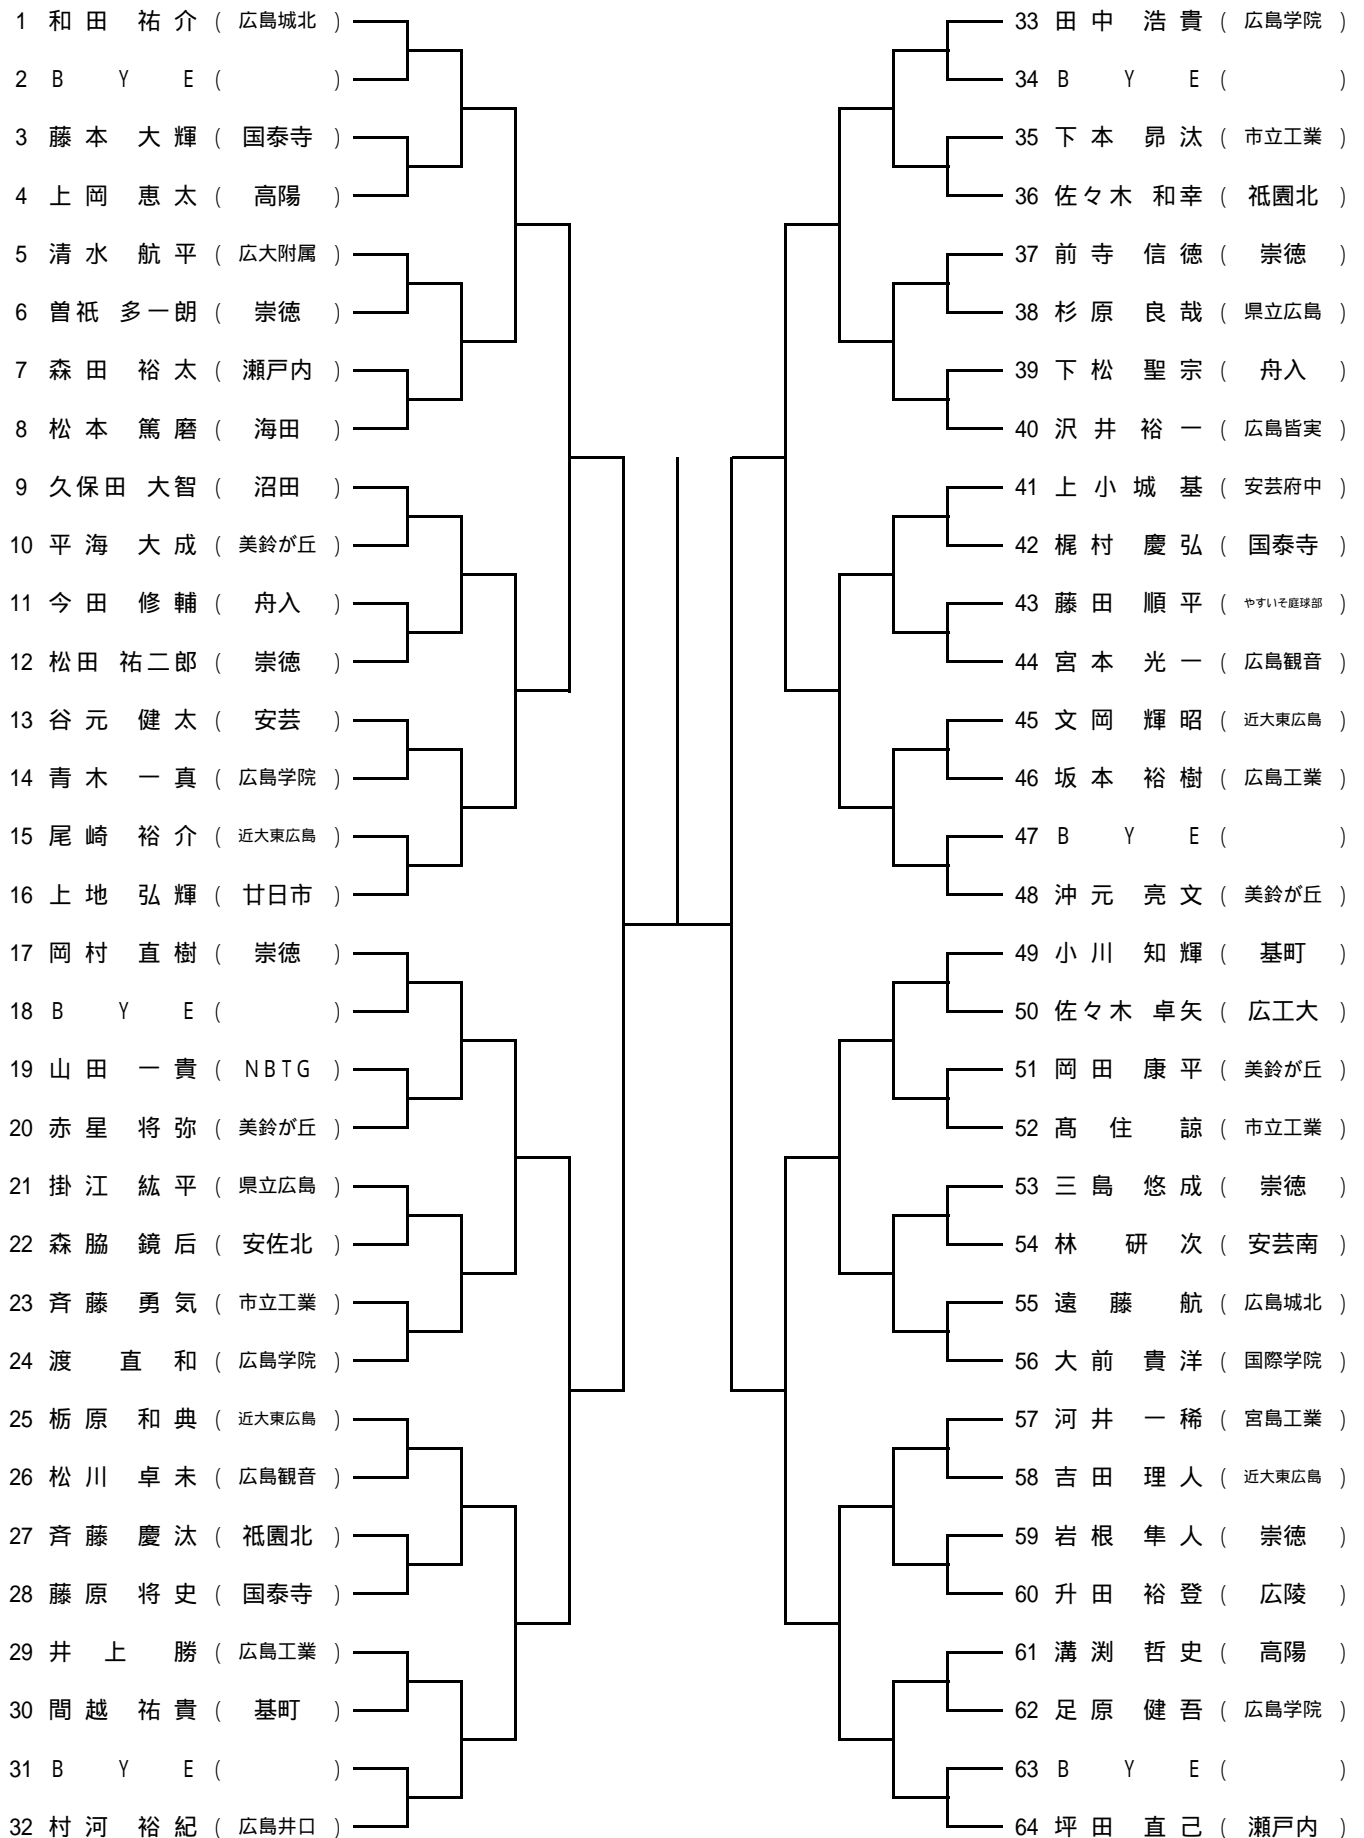 1 和田 祐介 ( 広島城北 )
2 B Y E ( )
3 藤本 大輝 ( 国泰寺 )
4 上岡 恵太 ( 高陽 )
5 清水 航平 ( 広大附属 )
6 曽祇 多一朗 ( 崇徳 )
7 森田 裕太 ( 瀬戸内 )
8 松本 篤磨 ( 海田 )
9 久保田 大智 ( 沼田 )
10 平海 大成 ( 美鈴が丘 )
11 今田 修輔 ( 舟入 )
12 松田 祐二郎 ( 崇徳 )
13 谷元 健太 ( 安芸 )
14 青木 一真 ( 広島学院 )
15 尾崎 裕介 ( 近大東広島 )
16 上地 弘輝 ( 廿日市 )
17 岡村 直樹 ( 崇徳 )
18 B Y E ( )
19 山田 一貴 ( NBTG )
20 赤星 将弥 ( 美鈴が丘 )
21 掛江 紘平 ( 県立広島 )
22 森脇 鏡后 ( 安佐北 )
23 斉藤 勇気 ( 市立工業 )
24 渡 直和 ( 広島学院 )
25 栃原 和典 ( 近大東広島 )
26 松川 卓未 ( 広島観音 )
27 斉藤 慶汰 ( 祗園北 )
28 藤原 将史 ( 国泰寺 )
29 井上 勝 ( 広島工業 )
30 間越 祐貴 ( 基町 )
31 B Y E ( )
32 村河 裕紀 ( 広島井口 )
33 田中 浩貴 ( 広島学院 )
34 B Y E ( )
35 下本 昴汰 ( 市立工業 )
36 佐々木 和幸 ( 祗園北 )
37 前寺 信徳 ( 崇徳 )
38 杉原 良哉 ( 県立広島 )
39 下松 聖宗 ( 舟入 )
40 沢井 裕一 ( 広島皆実 )
41 上小城 基 ( 安芸府中 )
42 梶村 慶弘 ( 国泰寺 )
43 藤田 順平 ( やすいそ庭球部 )
44 宮本 光一 ( 広島観音 )
45 文岡 輝昭 ( 近大東広島 )
46 坂本 裕樹 ( 広島工業 )
47 B Y E ( )
48 沖元 亮文 ( 美鈴が丘 )
49 小川 知輝 ( 基町 )
50 佐々木 卓矢 ( 広工大 )
51 岡田 康平 ( 美鈴が丘 )
52 髙住 諒 ( 市立工業 )
53 三島 悠成 ( 崇徳 )
54 林 研次 ( 安芸南 )
55 遠藤 航 ( 広島城北 )
56 大前 貴洋 ( 国際学院 )
57 河井 一稀 ( 宮島工業 )
58 吉田 理人 ( 近大東広島 )
59 岩根 隼人 ( 崇徳 )
60 升田 裕登 ( 広陵 )
61 溝渕 哲史 ( 高陽 )
62 足原 健吾 ( 広島学院 )
63 B Y E ( )
64 坪田 直己 ( 瀬戸内 )